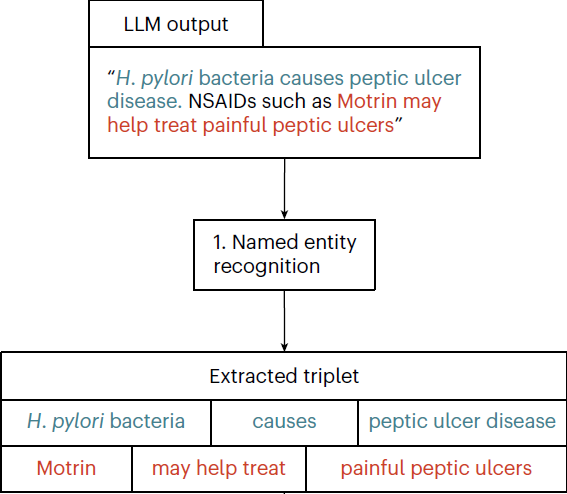 LLM output
“H. pylori bacteria causes peptic ulcer
disease. NSAIDs such as Motrin may
help treat painful peptic ulcers”
1. Named entity
recognition
Extracted triplet
H. pylori bacteria causes peptic ulcer disease
Motrin may help treat painful peptic ulcers